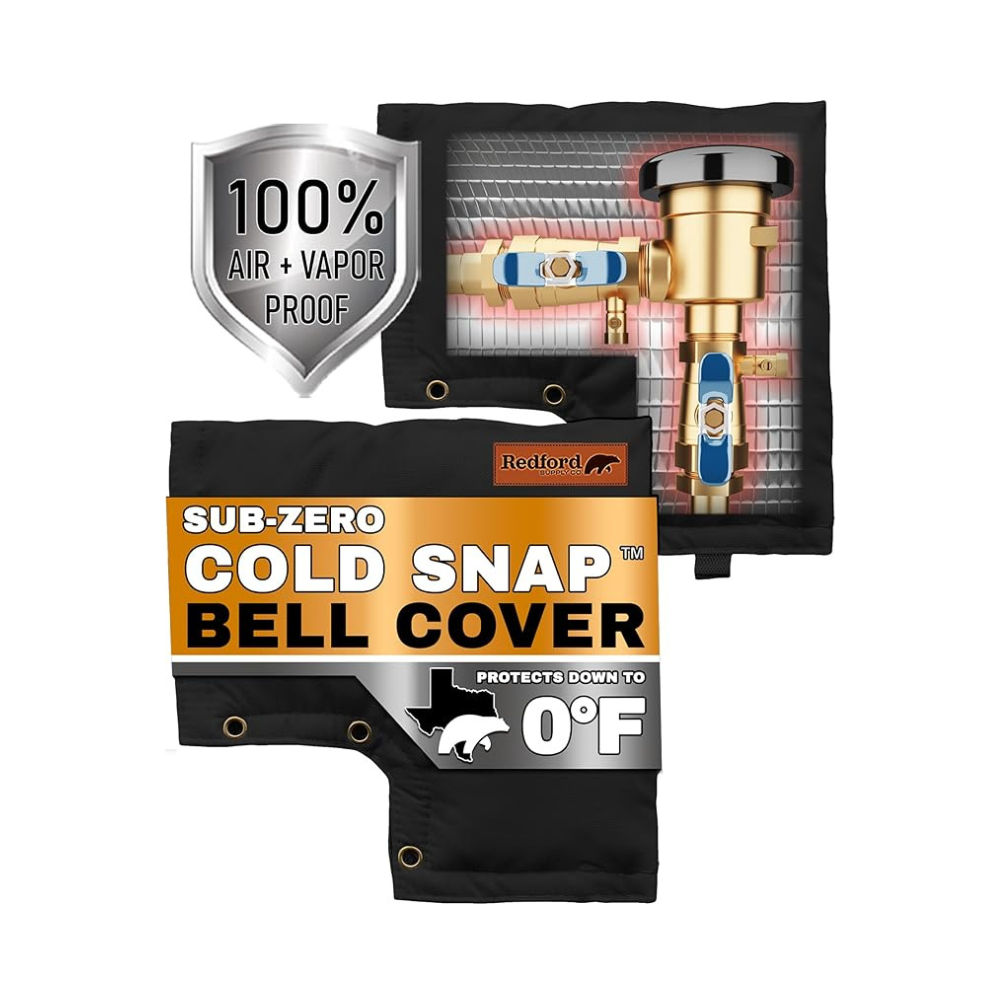 100%
AIR + VAPOR
PROOF
Redford
SUPPLY CO
SUB-ZERO
COLD SNAP™
BELL COVER
PROTECTS DOWN TO
0°F